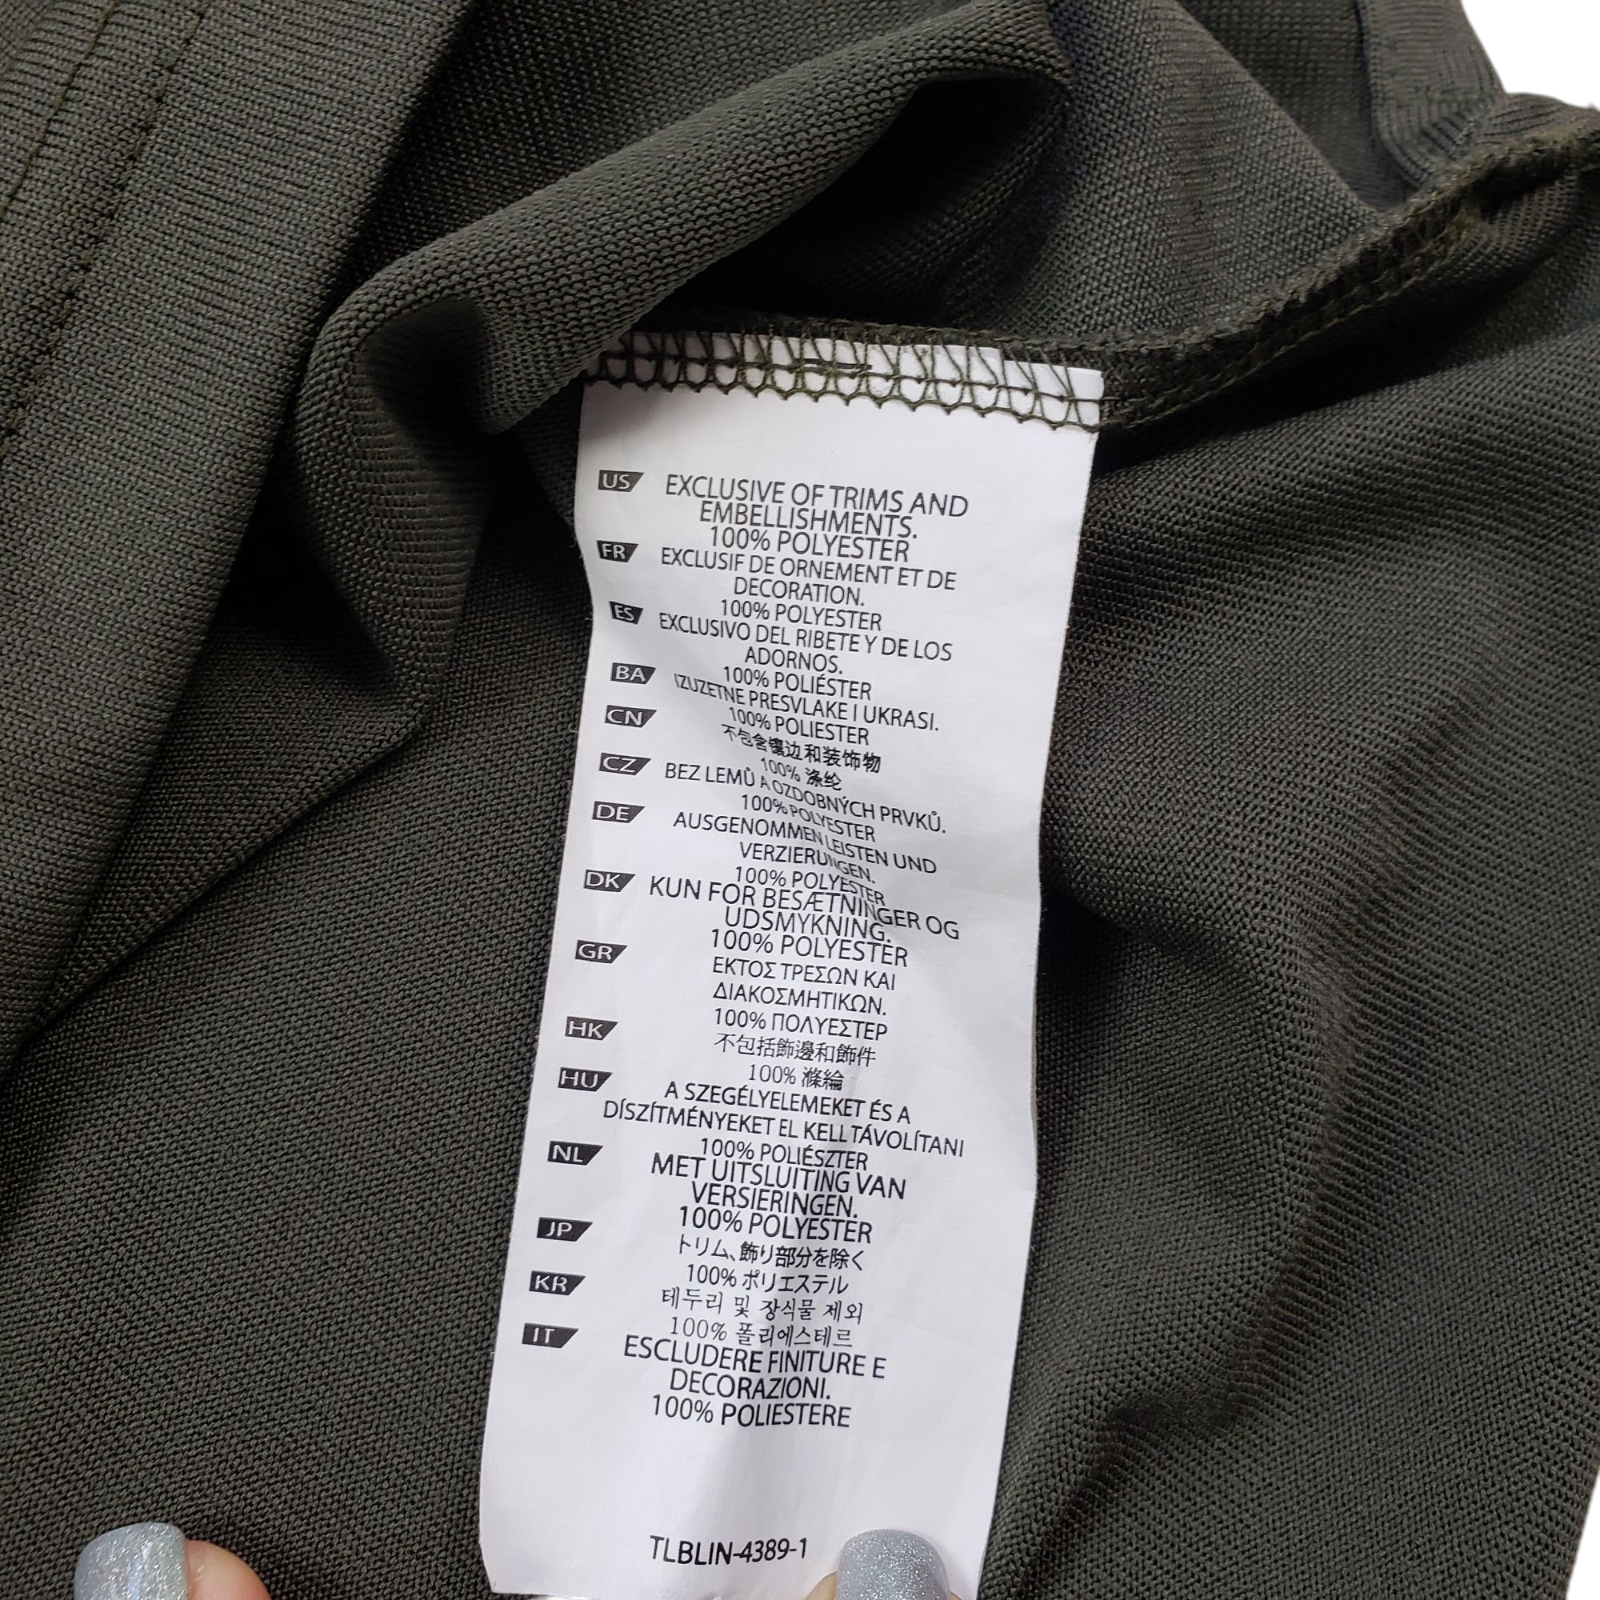 US EXCLUSIVE OF TRIMS AND
EMBELLISHMENTS.
100% POLYESTER
FR EXCLUSIF DE ORNEMENT ET DE
DECORATION.
100% POLYESTER
ES EXCLUSIVO DEL RIBETE Y DE LOS
ADORNOS.
100% POLIÉSTER
BA IZUZETNE PRESVLAKE I UKRASI.
100% POLIESTER
CN 不包含镶边和装饰物
100% 涤纶
CZ BEZ LEMŮ A OZDOBNÝCH PRVKŮ.
100% POLYESTER
DE AUSGENOMMEN LEISTEN UND
VERZIERUNGEN.
100% POLYESTER
DK KUN FOR BESÆTNINGER OG
UDSMYKNING.
100% POLYESTER
GR ΕΚΤΟΣ ΤΡΕΣΩΝ ΚΑΙ
ΔΙΑΚΟΣΜΗΤΙΚΩΝ.
100% ΠΟΛΥΕΣΤΕΡ
HK 不包括飾邊和飾件
100% 滌綸
HU A SZEGÉLYELEMEKET ÉS A
DÍSZÍTMÉNYEKET EL KELL TÁVOLÍTANI
100% POLIÉSZTER
NL MET UITSLUITING VAN
VERSIERINGEN.
100% POLYESTER
JP トリム、飾り部分を除く
100% ポリエステル
KR 테두리 및 장식물 제외
100% 폴리에스테르
IT ESCLUDERE FINITURE E
DECORAZIONI.
100% POLIESTERE
TLBLIN-4389-1